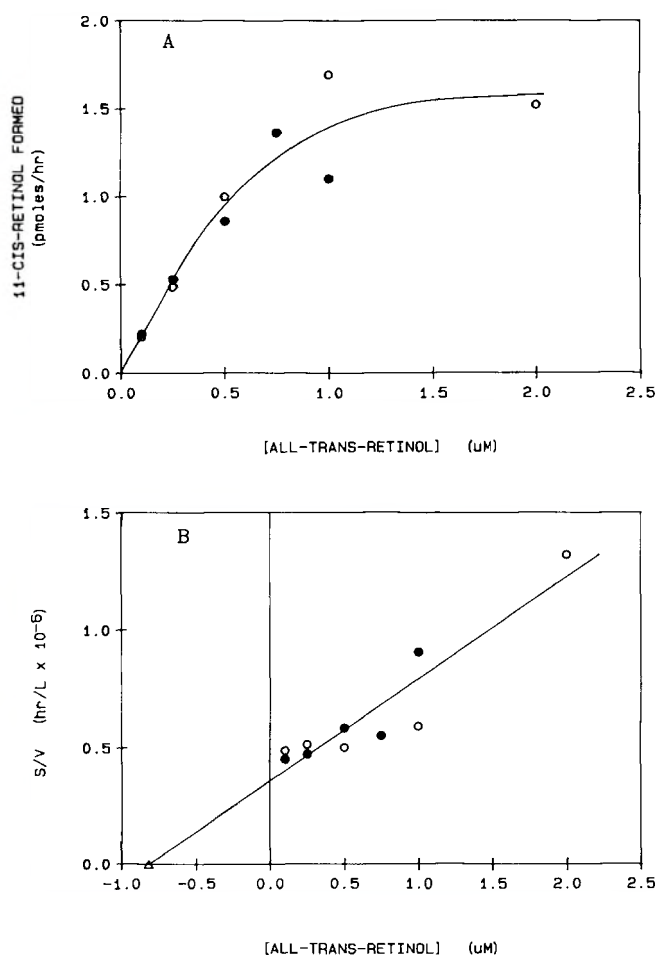 A
11-CIS-RETINOL FORMED
(pmoles/hr)
2.0
1.5
1.0
0.5
0.0
0.0 0.5 1.0 1.5 2.0 2.5
[ALL-TRANS-RETINOL] (uM)
B
S/V (hr/L x 10-6)
1.5
1.0
0.5
0.0
-1.0 -0.5 0.0 0.5 1.0 1.5 2.0 2.5
[ALL-TRANS-RETINOL] (uM)